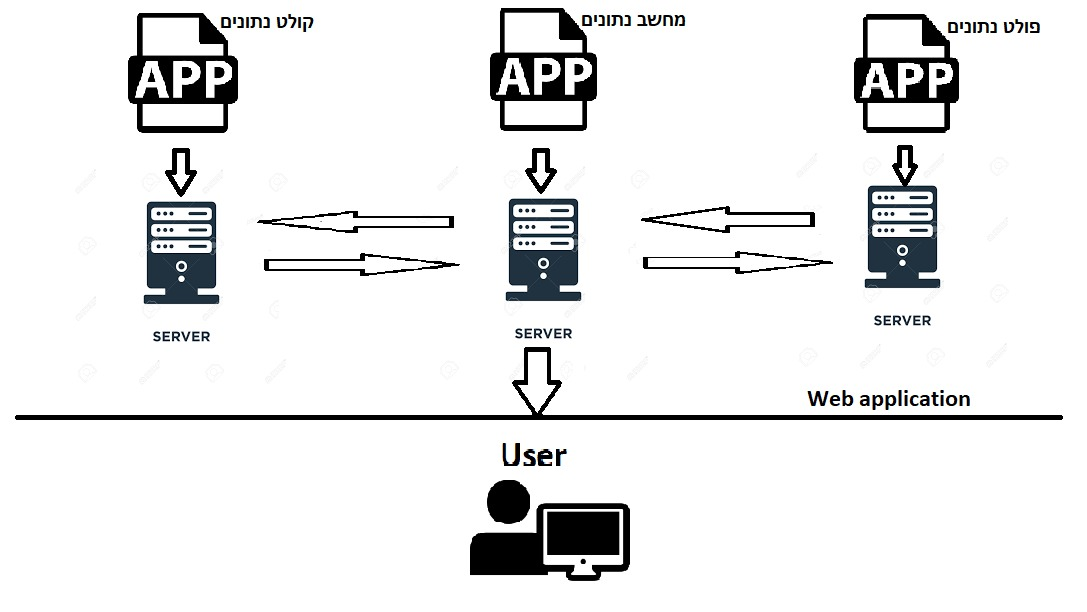 קולט נתונים
מחשב נתונים
פולט נתונים
APP
APP
APP
SERVER
SERVER
SERVER
Web application
User